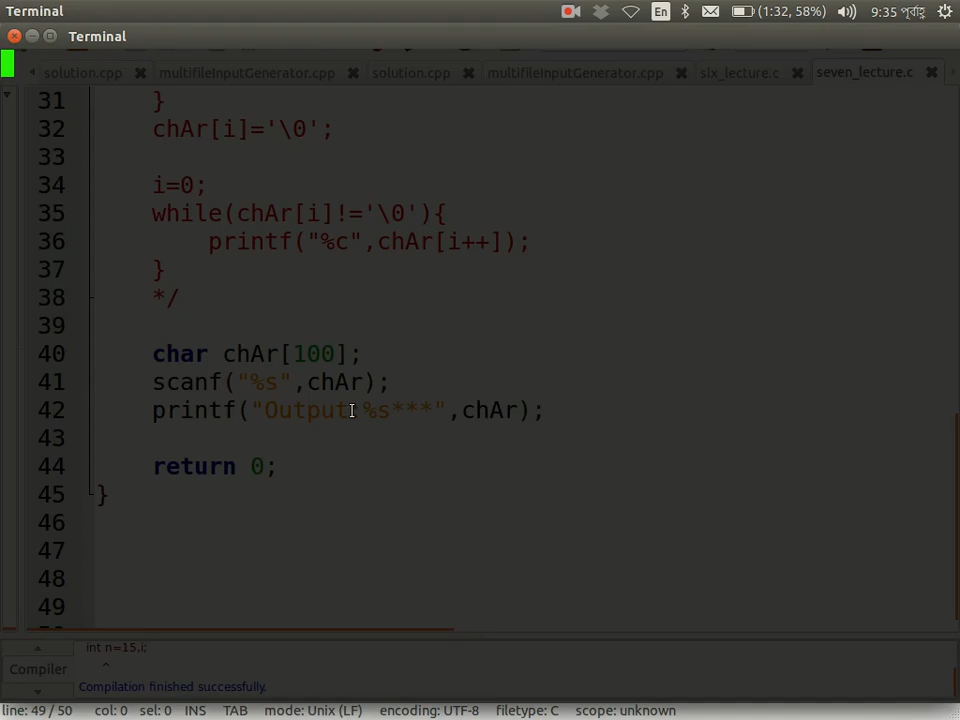 Terminal
En
(1:32, 58%)
9:35 পূর্বাহ্ণ
Terminal
solution.cpp
multifileInputGenerator.cpp
solution.cpp
multifileInputGenerator.cpp
six_lecture.c
seven_lecture.c
31 }
32 chAr[i]='\0';
33
34 i=0;
35 while(chAr[i]!='\0'){
36 printf("%c",chAr[i++]);
37 }
38 */
39
40 char chAr[100];
41 scanf("%s",chAr);
42 printf("Output:%s***",chAr);
43
44 return 0;
45 }
46
47
48
49
int n=15,i;
^
Compiler
Compilation finished successfully.
line: 49 / 50 col: 0 sel: 0 INS TAB mode: Unix (LF) encoding: UTF-8 filetype: C scope: unknown